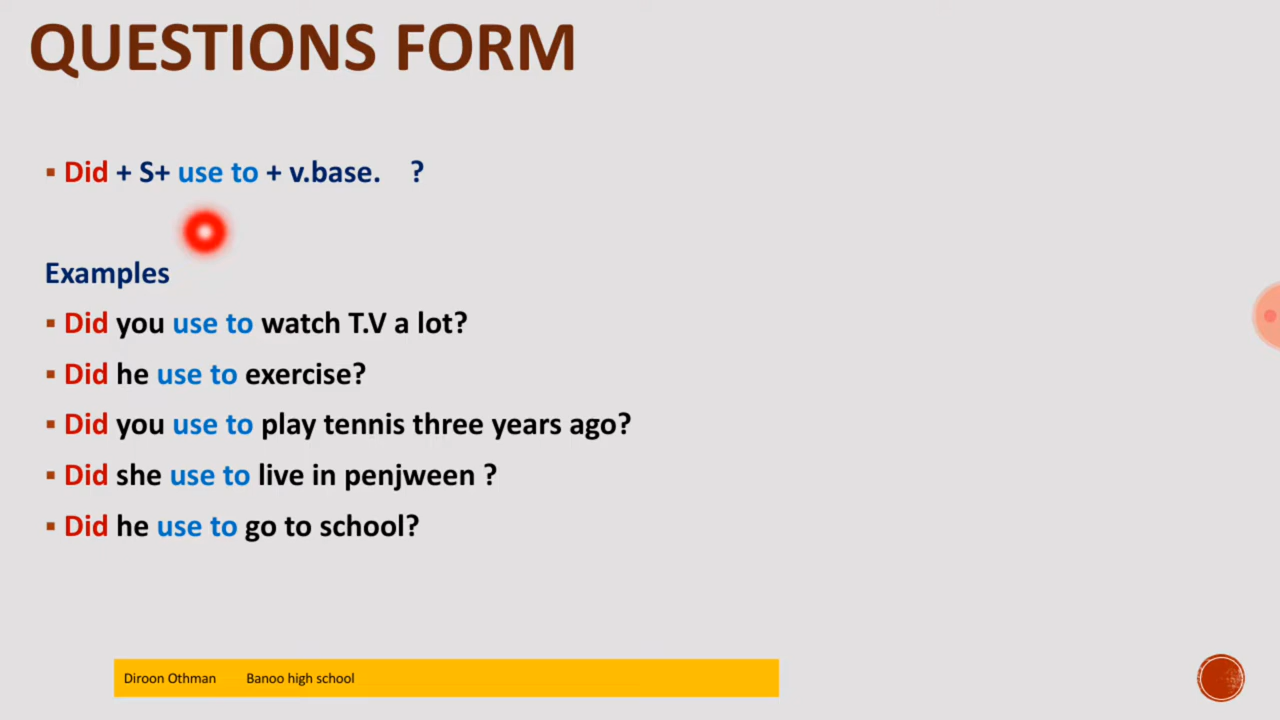 QUESTIONS FORM
▪ Did + S+ use to + v.base. ?
Examples
▪ Did you use to watch T.V a lot?
▪ Did he use to exercise?
▪ Did you use to play tennis three years ago?
▪ Did she use to live in penjween ?
▪ Did he use to go to school?
Diroon Othman Banoo high school